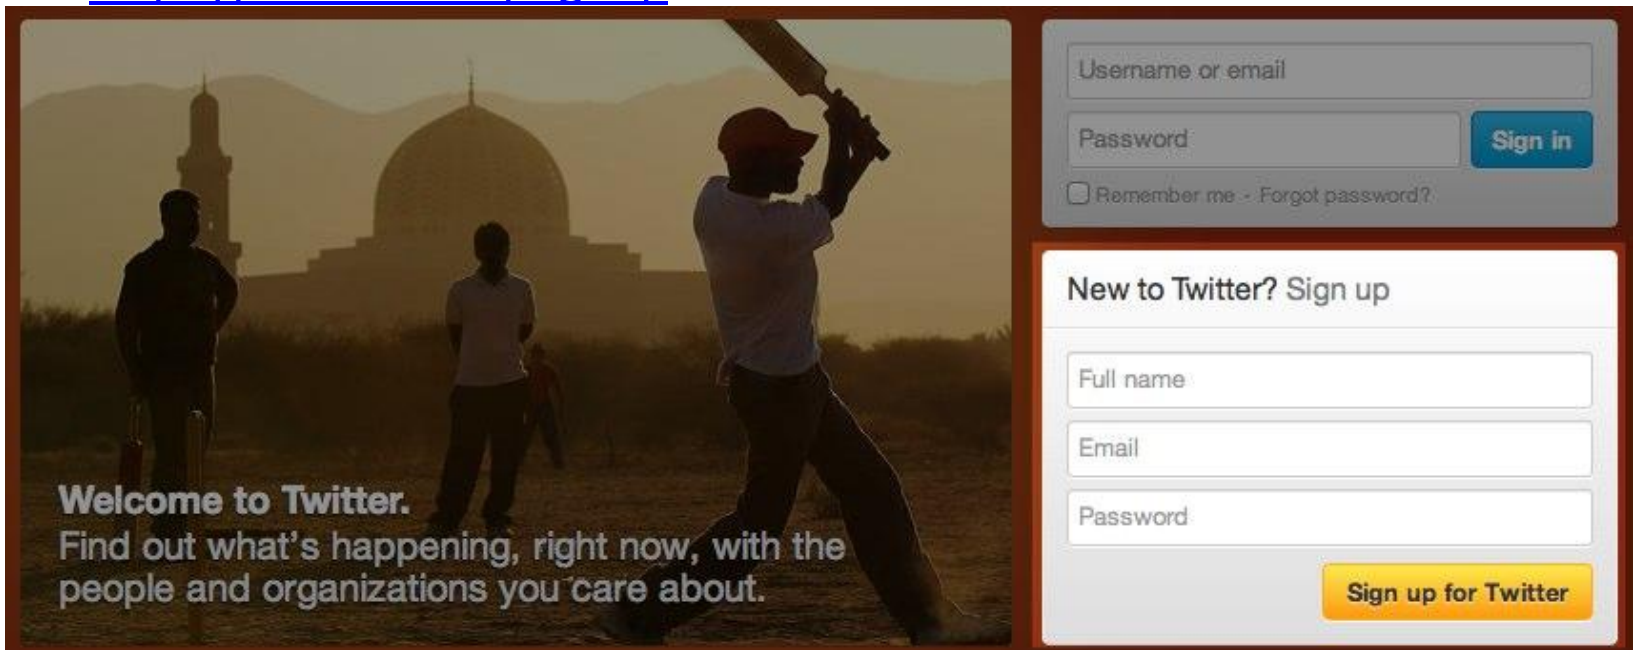 Welcome to Twitter.
Find out what's happening, right now, with the
people and organizations you care about.
Username or email
Password
Sign in
Remember me · Forgot password?
New to Twitter? Sign up
Full name
Email
Password
Sign up for Twitter